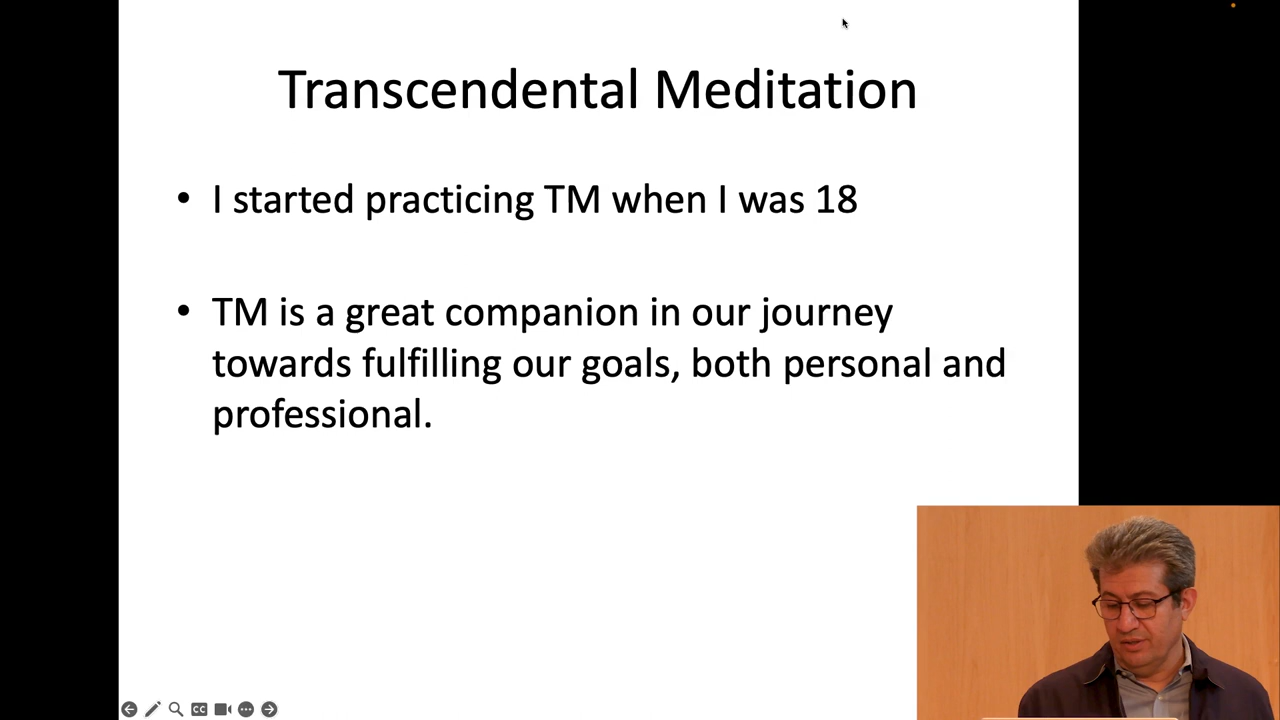 Transcendental Meditation
• I started practicing TM when I was 18
• TM is a great companion in our journey
towards fulfilling our goals, both personal and
professional.
CC